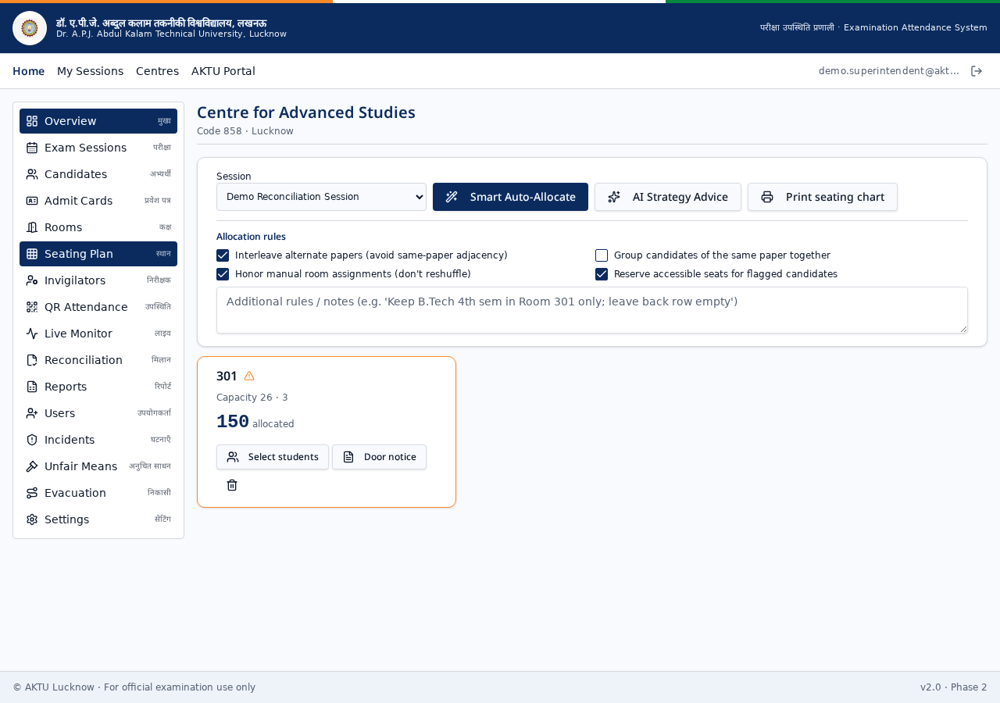 डॉ. ए.पी.जे. अब्दुल कलाम तकनीकी विश्वविद्यालय, लखनऊ
Dr. A.P.J. Abdul Kalam Technical University, Lucknow
परीक्षा उपस्थिति प्रणाली · Examination Attendance System
Home My Sessions Centres AKTU Portal
demo.superintendent@akt...
Overview मुख्य
Exam Sessions परीक्षा
Candidates अभ्यर्थी
Admit Cards प्रवेश पत्र
Rooms कक्ष
Seating Plan स्थान
Invigilators निरीक्षक
QR Attendance उपस्थिति
Live Monitor लाइव
Reconciliation मिलान
Reports रिपोर्ट
Users उपयोगकर्ता
Incidents घटनाएँ
Unfair Means अनुचित साधन
Evacuation निकासी
Settings सेटिंग
Centre for Advanced Studies
Code 858 · Lucknow
Session
Demo Reconciliation Session
Smart Auto-Allocate
AI Strategy Advice
Print seating chart
Allocation rules
Interleave alternate papers (avoid same-paper adjacency)
Group candidates of the same paper together
Honor manual room assignments (don't reshuffle)
Reserve accessible seats for flagged candidates
Additional rules / notes (e.g. 'Keep B.Tech 4th sem in Room 301 only; leave back row empty')
301
Capacity 26 · 3
150 allocated
Select students
Door notice
© AKTU Lucknow · For official examination use only
v2.0 · Phase 2